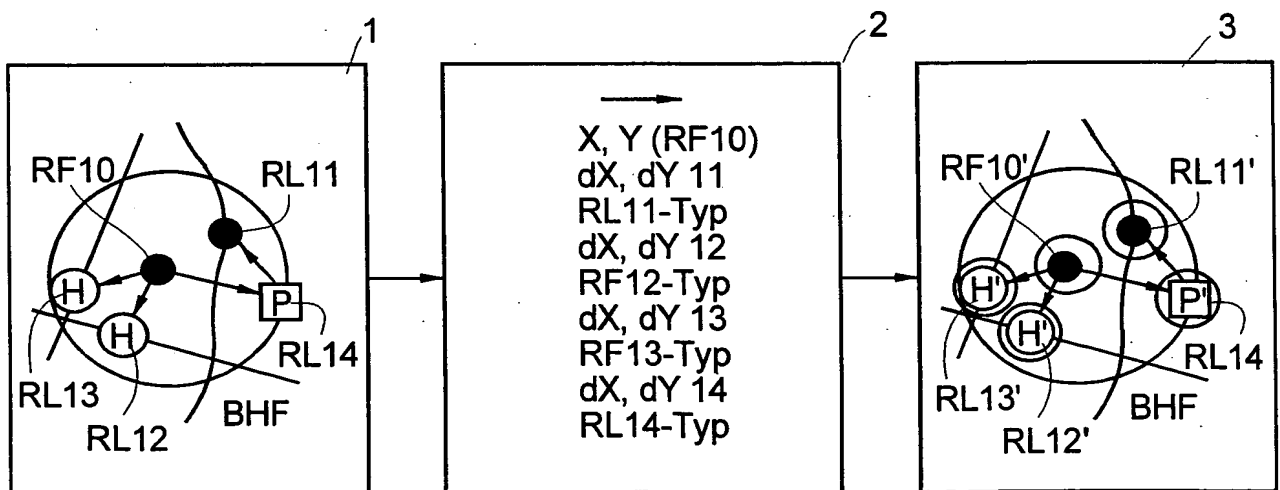 1
2
3
RF10
RL11
H
H
P
RL13
RL12
BHF
RL14
X, Y (RF10)
dX, dY 11
RL11-Typ
dX, dY 12
RF12-Typ
dX, dY 13
RF13-Typ
dX, dY 14
RL14-Typ
RF10'
RL11'
H'
H'
P'
RL14
RL13'
RL12'
BHF